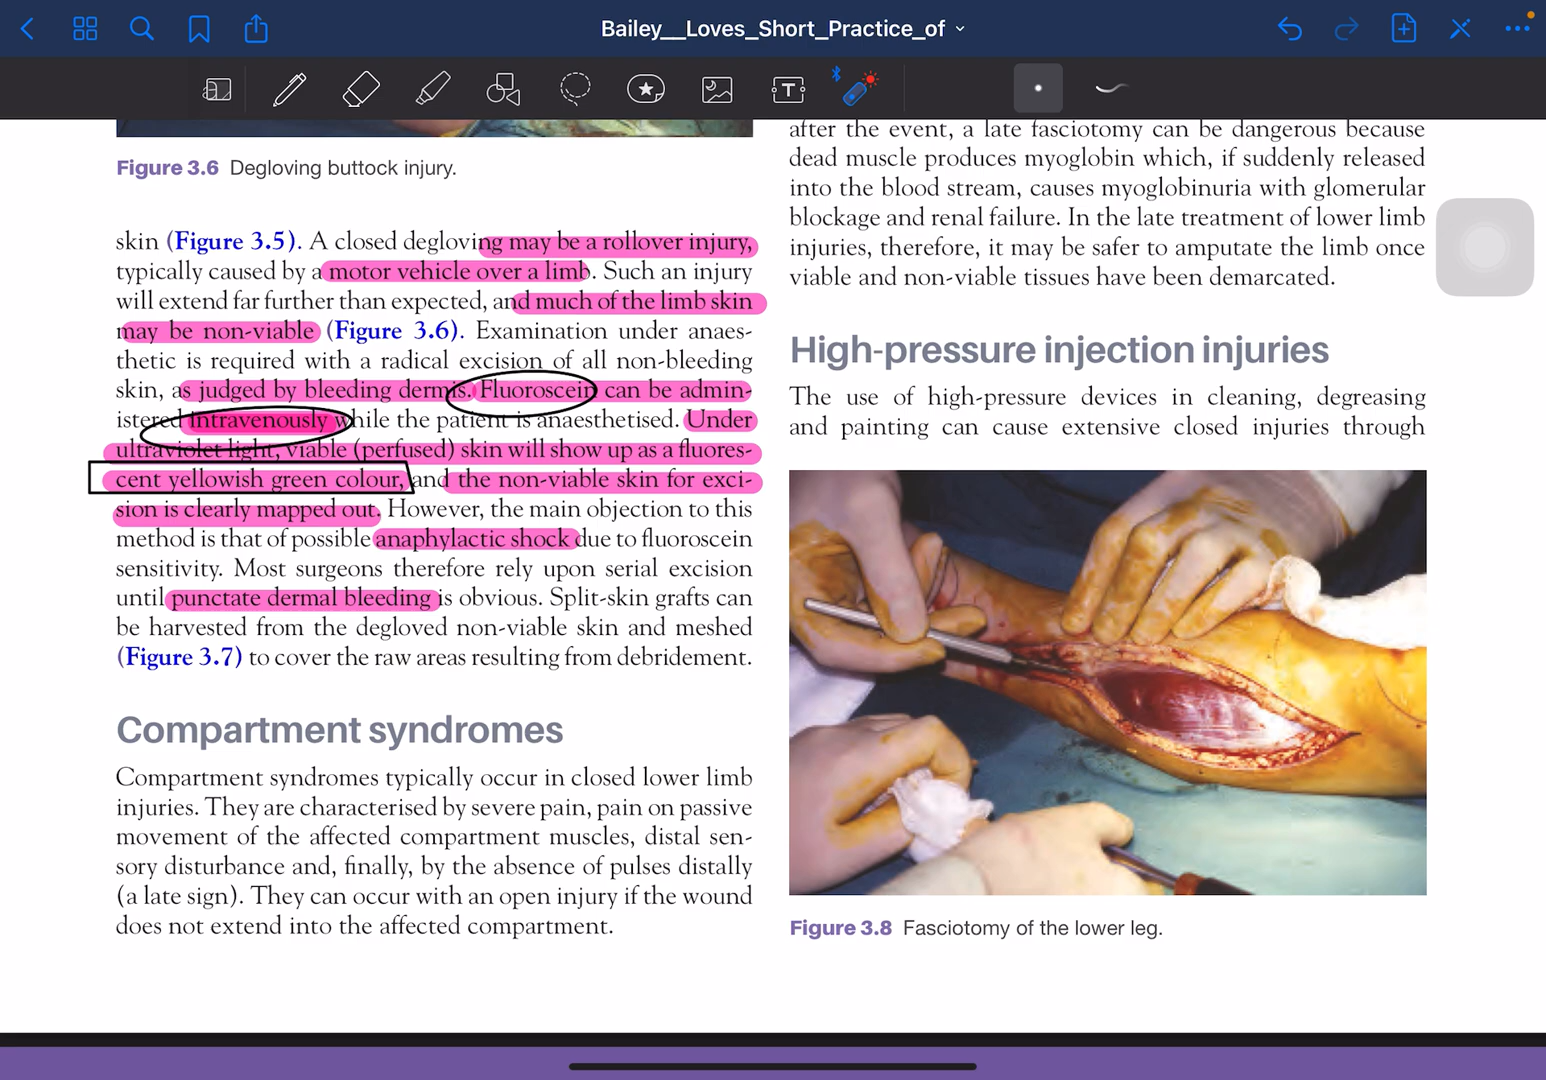 Bailey__Loves_Short_Practice_of
T
Figure 3.6 Degloving buttock injury.
skin (Figure 3.5). A closed degloving may be a rollover injury,
typically caused by a motor vehicle over a limb. Such an injury
will extend far further than expected, and much of the limb skin
may be non-viable (Figure 3.6). Examination under anaes-
thetic is required with a radical excision of all non-bleeding
skin, as judged by bleeding dermis. Fluoroscein can be admin-
istered intravenously while the patient is anaesthetised. Under
ultraviolet light, viable (perfused) skin will show up as a fluores-
cent yellowish green colour, and the non-viable skin for exci-
sion is clearly mapped out. However, the main objection to this
method is that of possible anaphylactic shock due to fluoroscein
sensitivity. Most surgeons therefore rely upon serial excision
until punctate dermal bleeding is obvious. Split-skin grafts can
be harvested from the degloved non-viable skin and meshed
(Figure 3.7) to cover the raw areas resulting from debridement.
Compartment syndromes
Compartment syndromes typically occur in closed lower limb
injuries. They are characterised by severe pain, pain on passive
movement of the affected compartment muscles, distal sen-
sory disturbance and, finally, by the absence of pulses distally
(a late sign). They can occur with an open injury if the wound
does not extend into the affected compartment.
after the event, a late fasciotomy can be dangerous because
dead muscle produces myoglobin which, if suddenly released
into the blood stream, causes myoglobinuria with glomerular
blockage and renal failure. In the late treatment of lower limb
injuries, therefore, it may be safer to amputate the limb once
viable and non-viable tissues have been demarcated.
High-pressure injection injuries
The use of high-pressure devices in cleaning, degreasing
and painting can cause extensive closed injuries through
Figure 3.8 Fasciotomy of the lower leg.